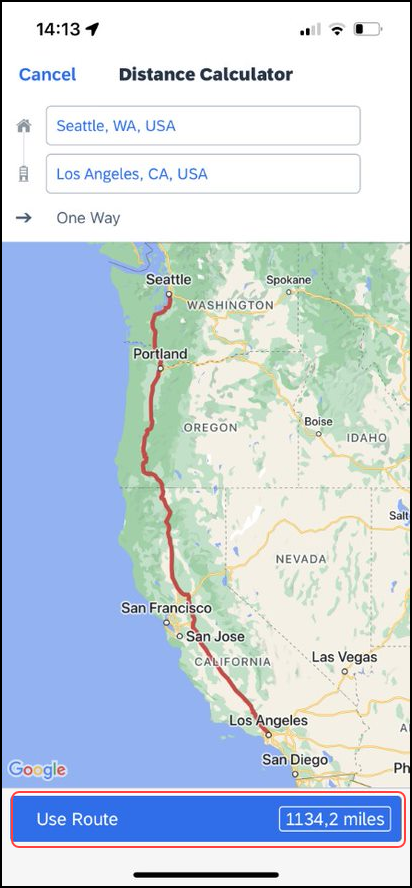 14:13
Cancel Distance Calculator
Seattle, WA, USA
Los Angeles, CA, USA
One Way
Seattle
Spokane
WASHINGTON
Portland
OREGON
Boise
IDAHO
Salt
NEVADA
San Francisco
San Jose
CALIFORNIA
Las Vegas
Los Angeles
A
San Diego
Ph
Google
Use Route 1134,2 miles